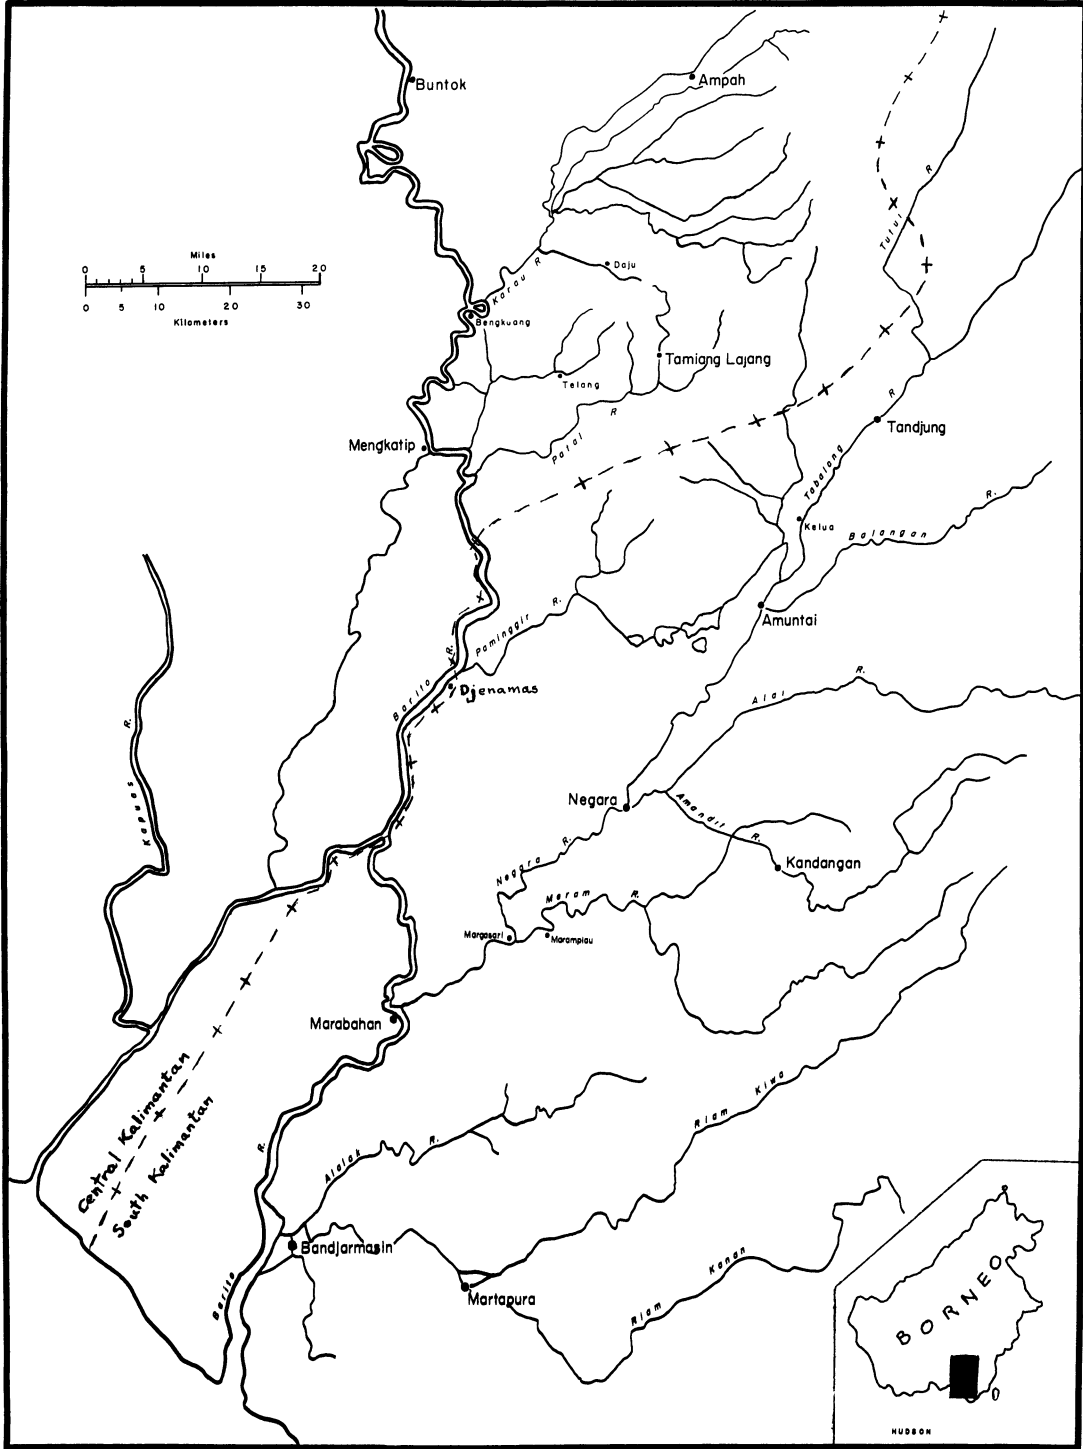 Buntok
Ampah
Miles
0 5 10 15 20
0 5 10 20 30
Kilometers
Karau R
Daju
Tutui R
Bengkuang
Telang
Tamiang Lajang
Patai R
Mengkatip
Tandjung
R
Tabalong
Kelua
Balangan R.
Amuntai
Paminggir R.
Barito R.
Djenamas
Alai R.
Kapuas R.
Negara
Amandit R.
Kandangan
Negara R.
Meram R.
Margasari
Marampiau
Marabahan
Central Kalimantan
South Kalimantan
Riam Kiwa
Alalak R.
R.
Bandjarmasin
Barito
Martapura
Riam Kanan
BORNEO
HUDSON